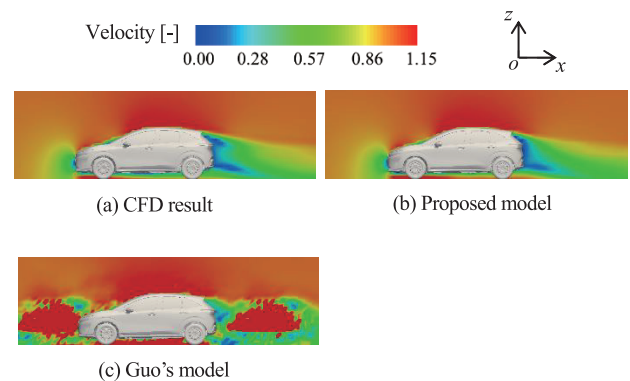 Velocity [-]
0.00 0.28 0.57 0.86 1.15
z
o
x
(a) CFD result
(b) Proposed model
(c) Guo's model